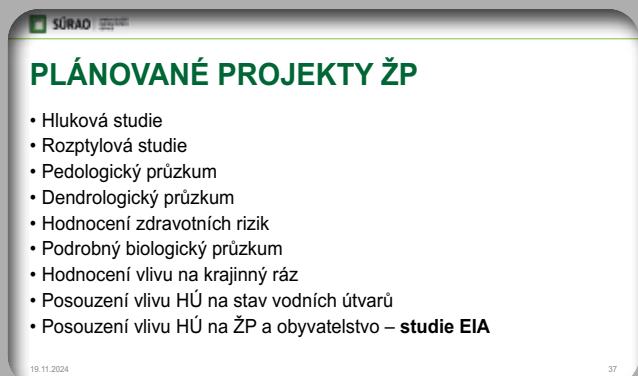 SÚRAO
PLÁNOVANÉ PROJEKTY ŽP
• Hluková studie
• Rozptylová studie
• Pedologický průzkum
• Dendrologický průzkum
• Hodnocení zdravotních rizik
• Podrobný biologický průzkum
• Hodnocení vlivu na krajinný ráz
• Posouzení vlivu HÚ na stav vodních útvarů
• Posouzení vlivu HÚ na ŽP a obyvatelstvo – studie EIA
19.11.2024
37